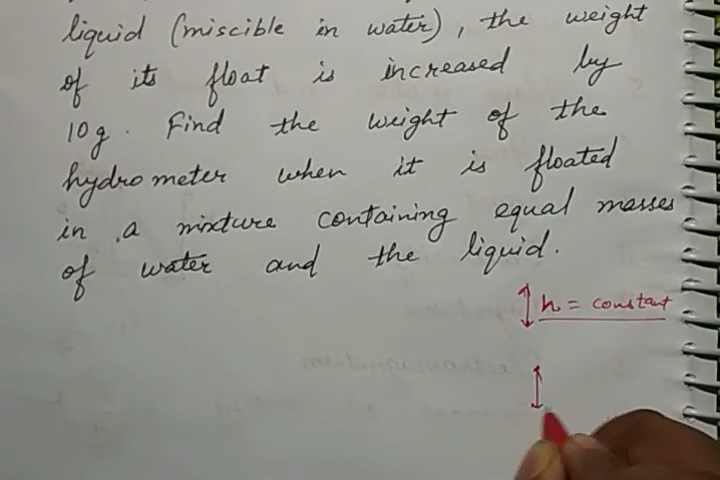 liquid (miscible in water), the weight
of its float is increased by
10g. Find the weight of the
hydrometer when it is floated
in a mixture containing equal masses
of water and the liquid.
h = constant